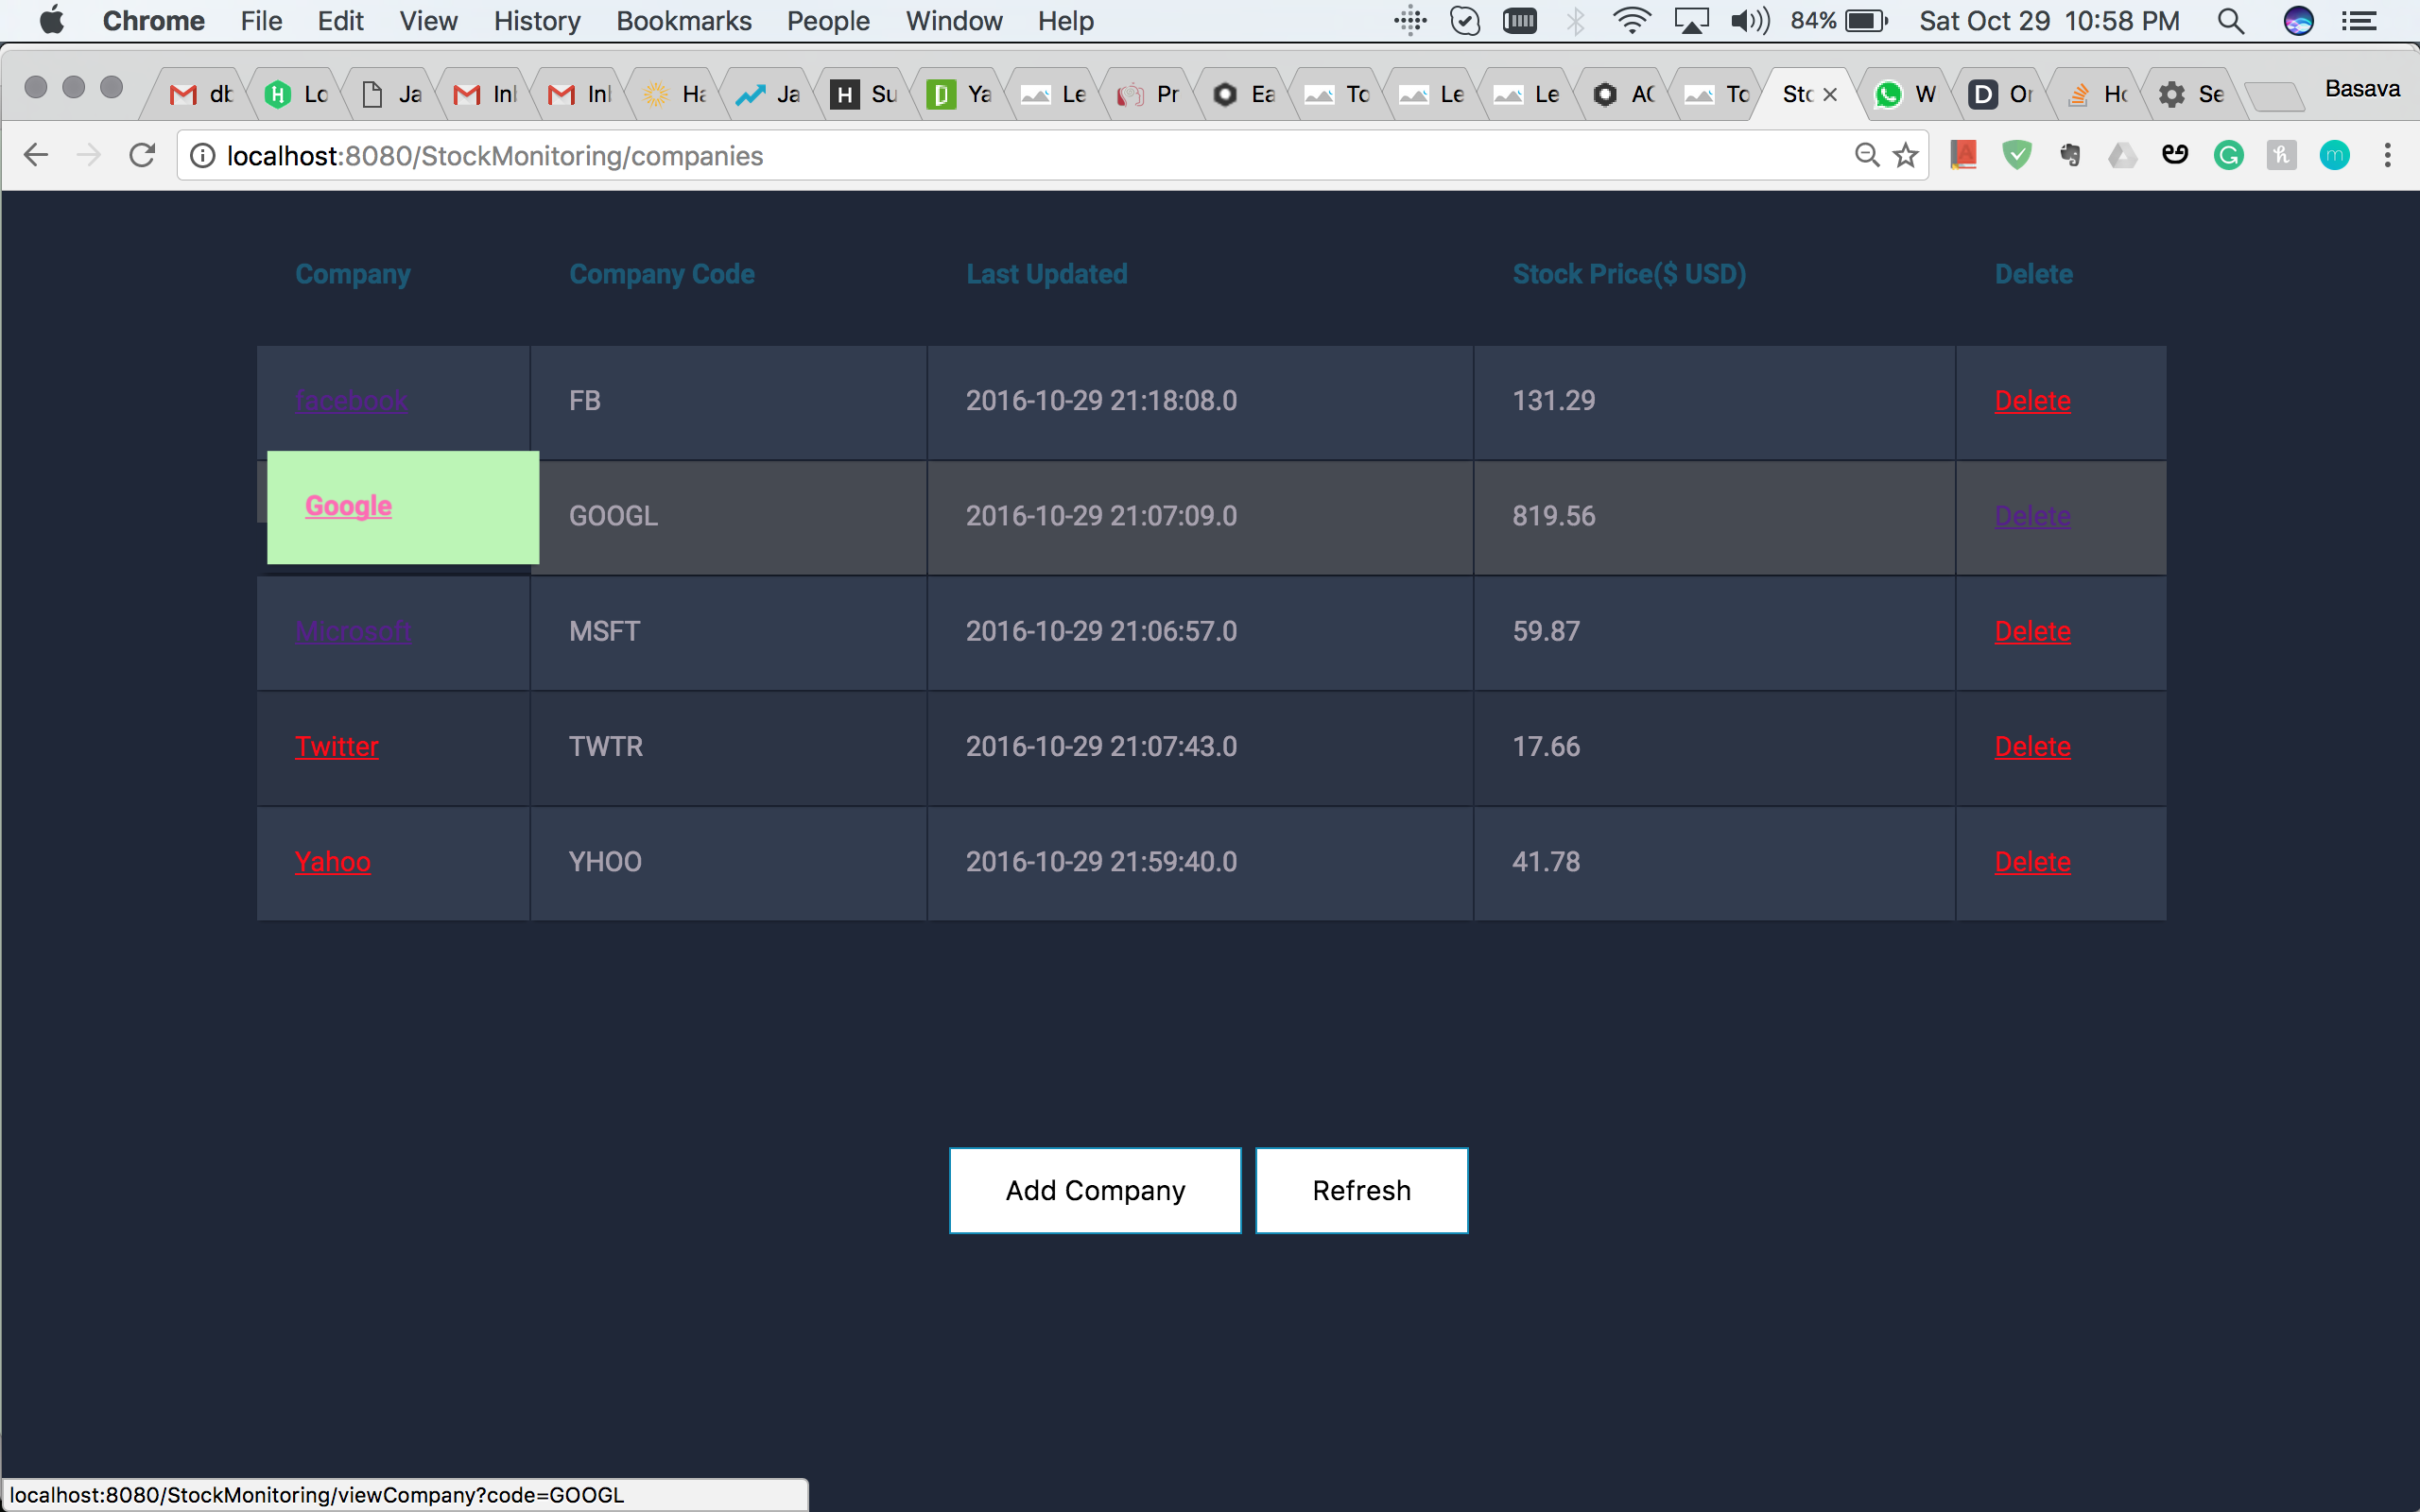 Chrome File Edit View History Bookmarks People Window Help 84% Sat Oct 29 10:58 PM
db Lo Ja Inl Inl Ha Ja H Su Ya Le Pr Ea To Le Le AC To Stc W D Or Ho Se Basava
localhost:8080/StockMonitoring/companies
Company Company Code Last Updated Stock Price($ USD) Delete
facebook FB 2016-10-29 21:18:08.0 131.29 Delete
Google GOOGL 2016-10-29 21:07:09.0 819.56 Delete
Microsoft MSFT 2016-10-29 21:06:57.0 59.87 Delete
Twitter TWTR 2016-10-29 21:07:43.0 17.66 Delete
Yahoo YHOO 2016-10-29 21:59:40.0 41.78 Delete
Add Company Refresh
localhost:8080/StockMonitoring/viewCompany?code=GOOGL